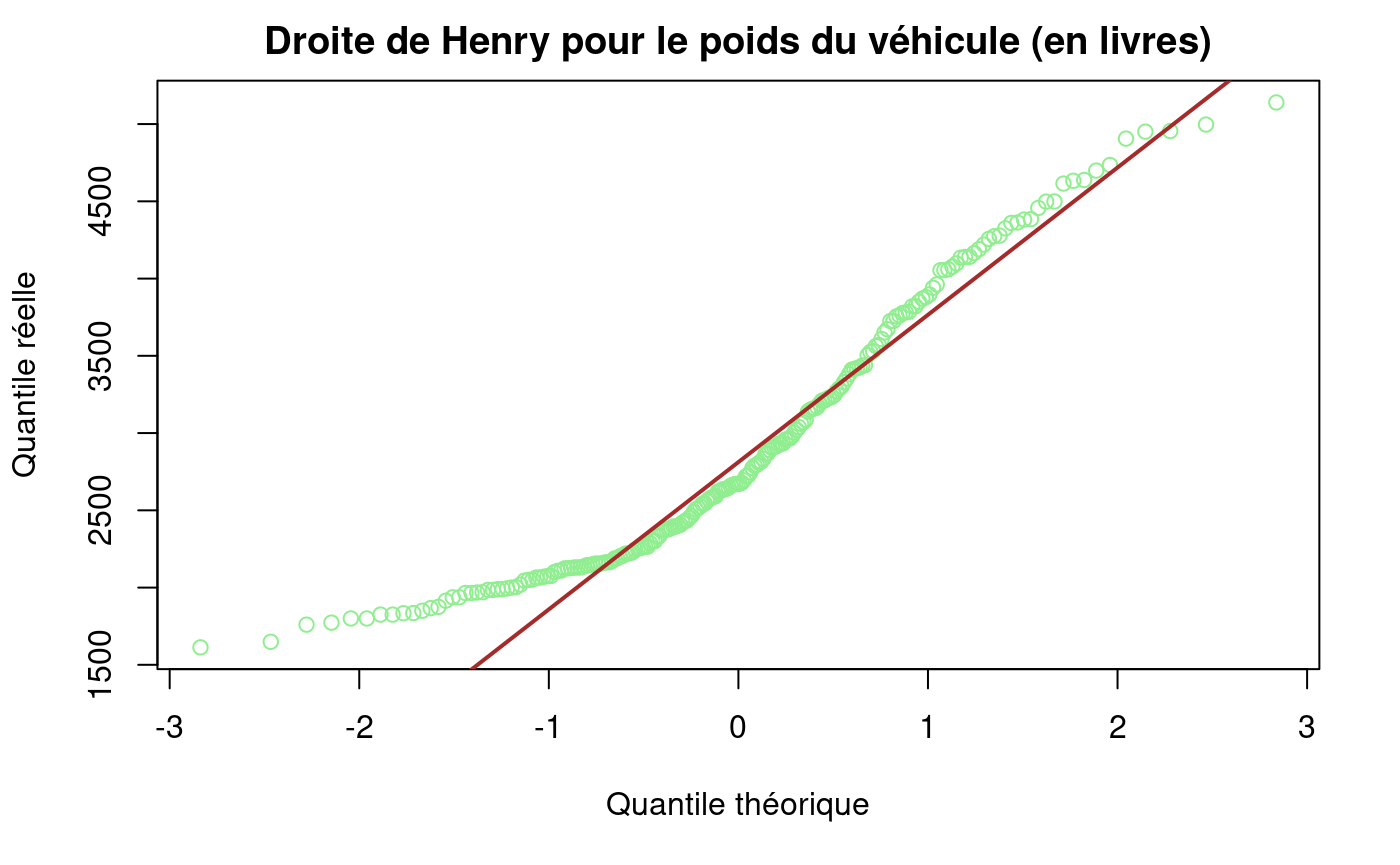 Droite de Henry pour le poids du véhicule (en livres)
Quantile réelle
4500
3500
2500
1500
-3 -2 -1 0 1 2 3
Quantile théorique